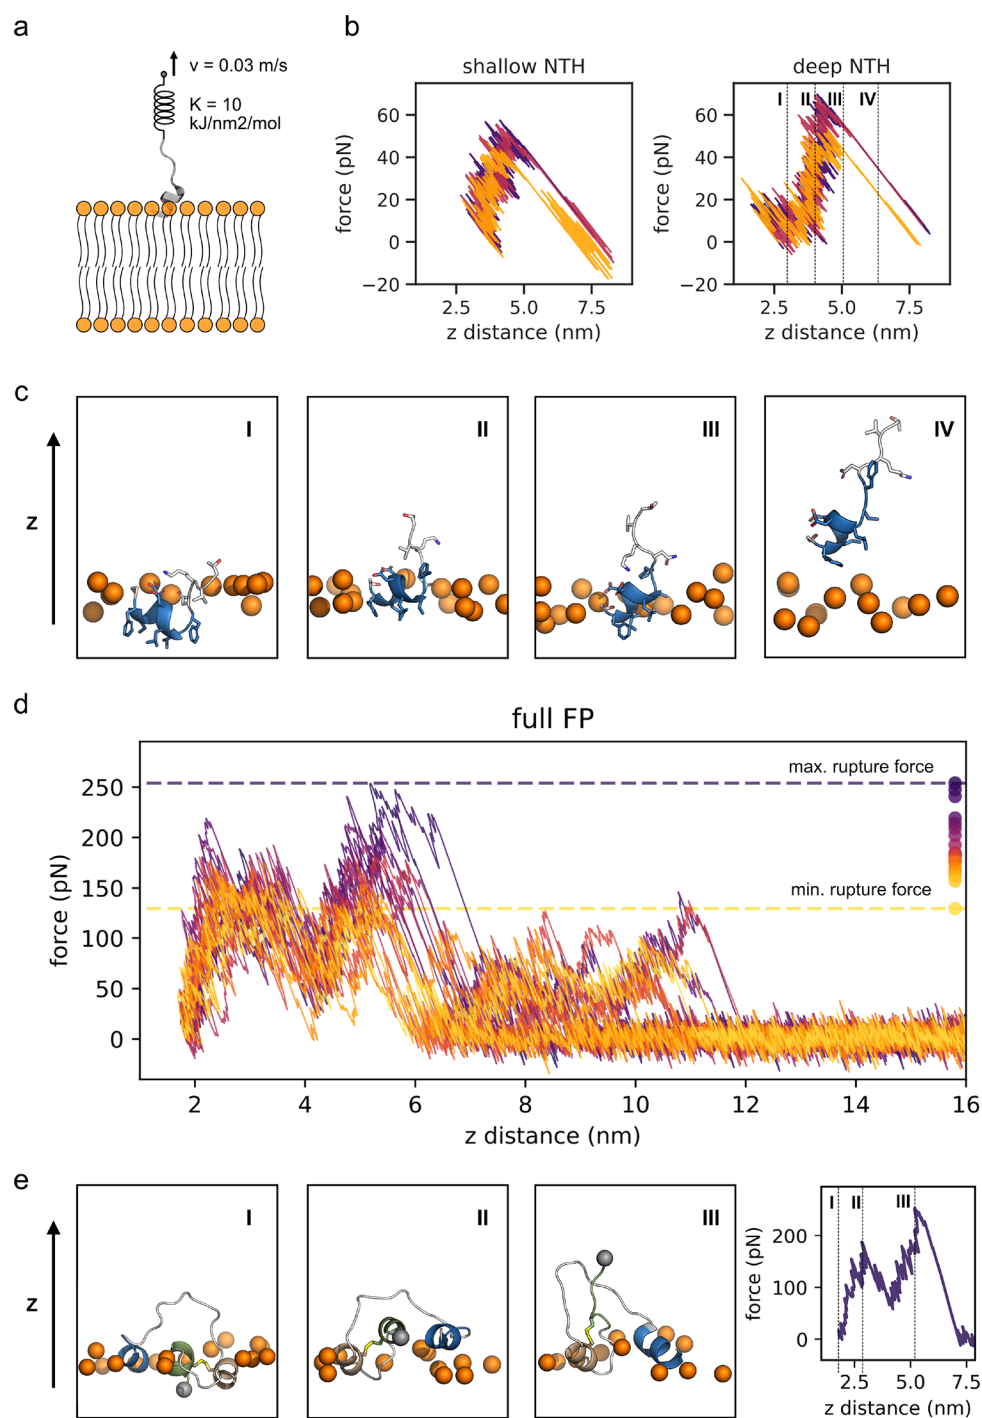 a
v = 0.03 m/s
K = 10
kJ/nm2/mol
b
shallow NTH
force (pN)
60
40
20
0
−20
2.5 5.0 7.5
z distance (nm)
deep NTH
I II III IV
force (pN)
60
40
20
0
−20
2.5 5.0 7.5
z distance (nm)
c
z
I
II
III
IV
d
full FP
max. rupture force
min. rupture force
force (pN)
250
200
150
100
50
0
2 4 6 8 10 12 14 16
z distance (nm)
e
z
I
II
III
I II III
force (pN)
200
100
0
2.5 5.0 7.5
z distance (nm)